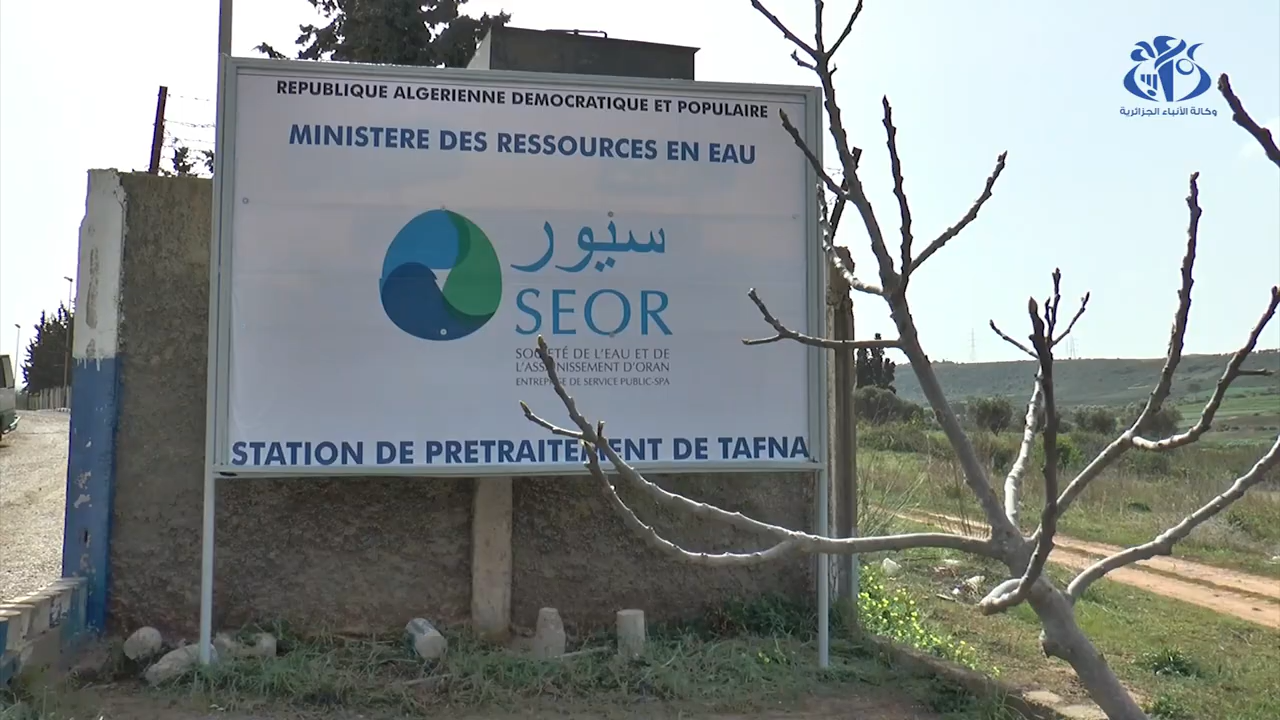 REPUBLIQUE ALGERIENNE DEMOCRATIQUE ET POPULAIRE
MINISTERE DES RESSOURCES EN EAU
سيور
SEOR
SOCIÉTÉ DE L'EAU ET DE
L'ASSAINISSEMENT D'ORAN
ENTREPRISE DE SERVICE PUBLIC-SPA
STATION DE PRETRAITEMENT DE TAFNA
وكالة الأنباء الجزائرية